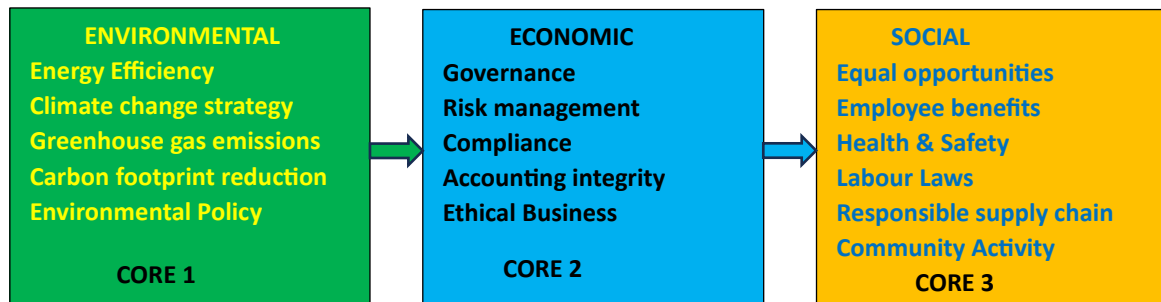 ENVIRONMENTAL
Energy Efficiency
Climate change strategy
Greenhouse gas emissions
Carbon footprint reduction
Environmental Policy
CORE 1
ECONOMIC
Governance
Risk management
Compliance
Accounting integrity
Ethical Business
CORE 2
SOCIAL
Equal opportunities
Employee benefits
Health & Safety
Labour Laws
Responsible supply chain
Community Activity
CORE 3